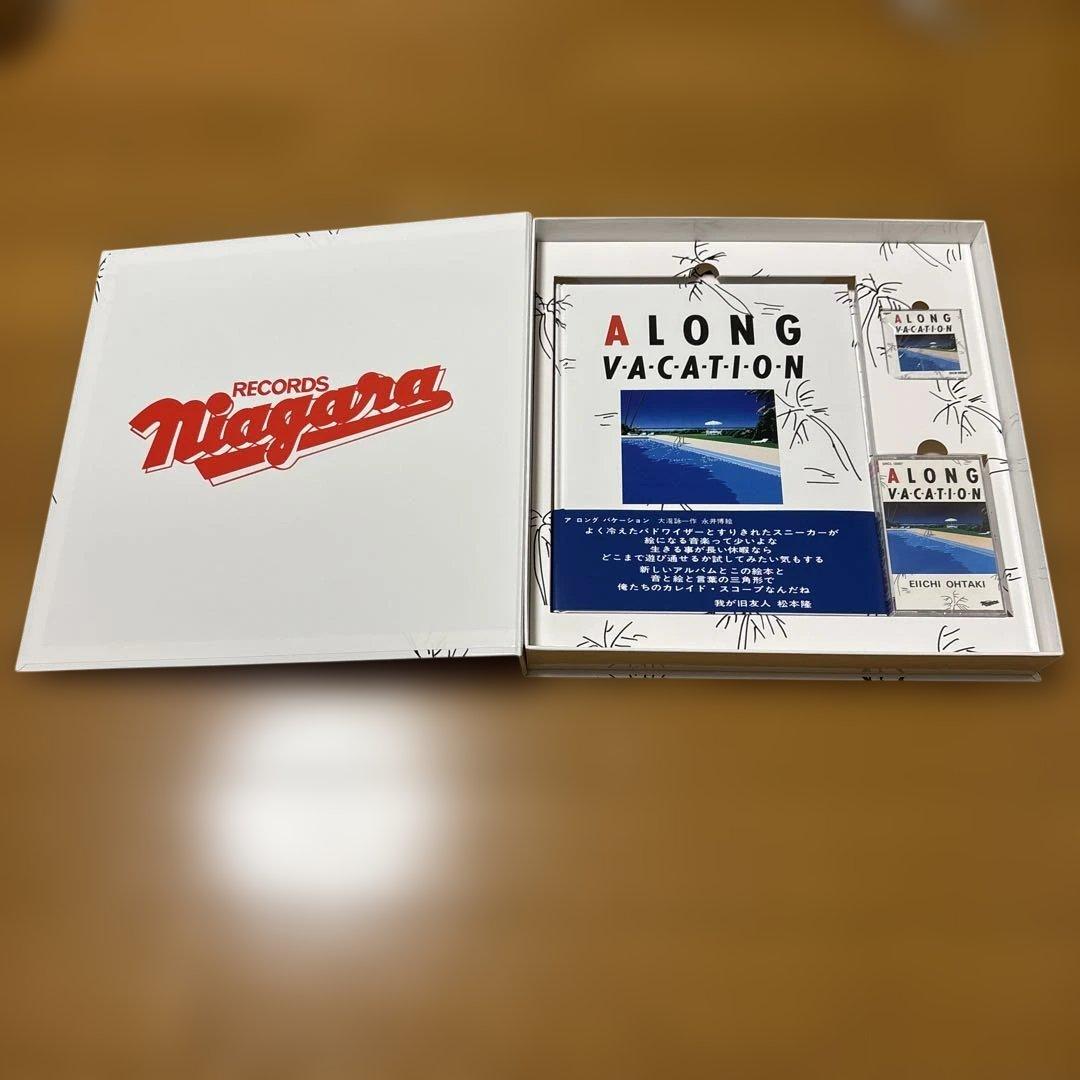 RECORDS
Niagara
A LONG
V·A·C·A·T·I·O·N
ア ロング バケーション 大滝詠一作 永井博絵
よく冷えたバドワイザーとすりきれたスニーカーが
絵になる音楽って少いよな
生きる事が長い休暇なら
どこまで遊び通せるか試してみたい気もする
新しいアルバムとこの絵本と
音と絵と言葉の三角形で
俺たちのカレイド・スコープなんだね
我が旧友人 松本隆
A LONG
V·A·C·A·T·I·O·N
A LONG
V·A·C·A·T·I·O·N
EIICHI OHTAKI